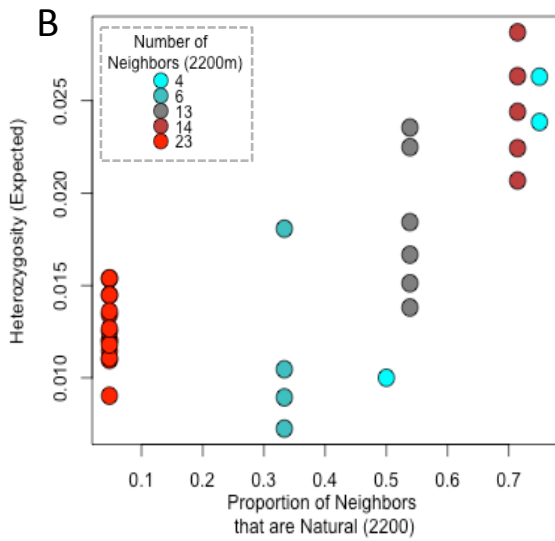 B
Number of
Neighbors (2200m)
4
6
13
14
23
Heterozygosity (Expected)
0.025
0.020
0.015
0.010
0.1 0.2 0.3 0.4 0.5 0.6 0.7
Proportion of Neighbors
that are Natural (2200)